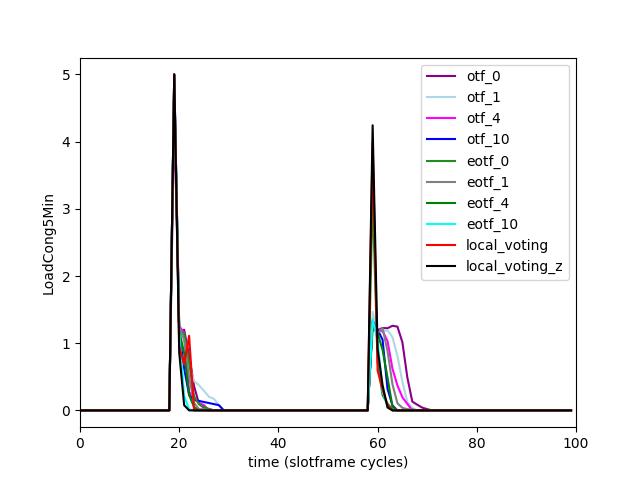 5
4
3
2
1
0
LoadCong5Min
0 20 40 60 80 100
time (slotframe cycles)
otf_0
otf_1
otf_4
otf_10
eotf_0
eotf_1
eotf_4
eotf_10
local_voting
local_voting_z